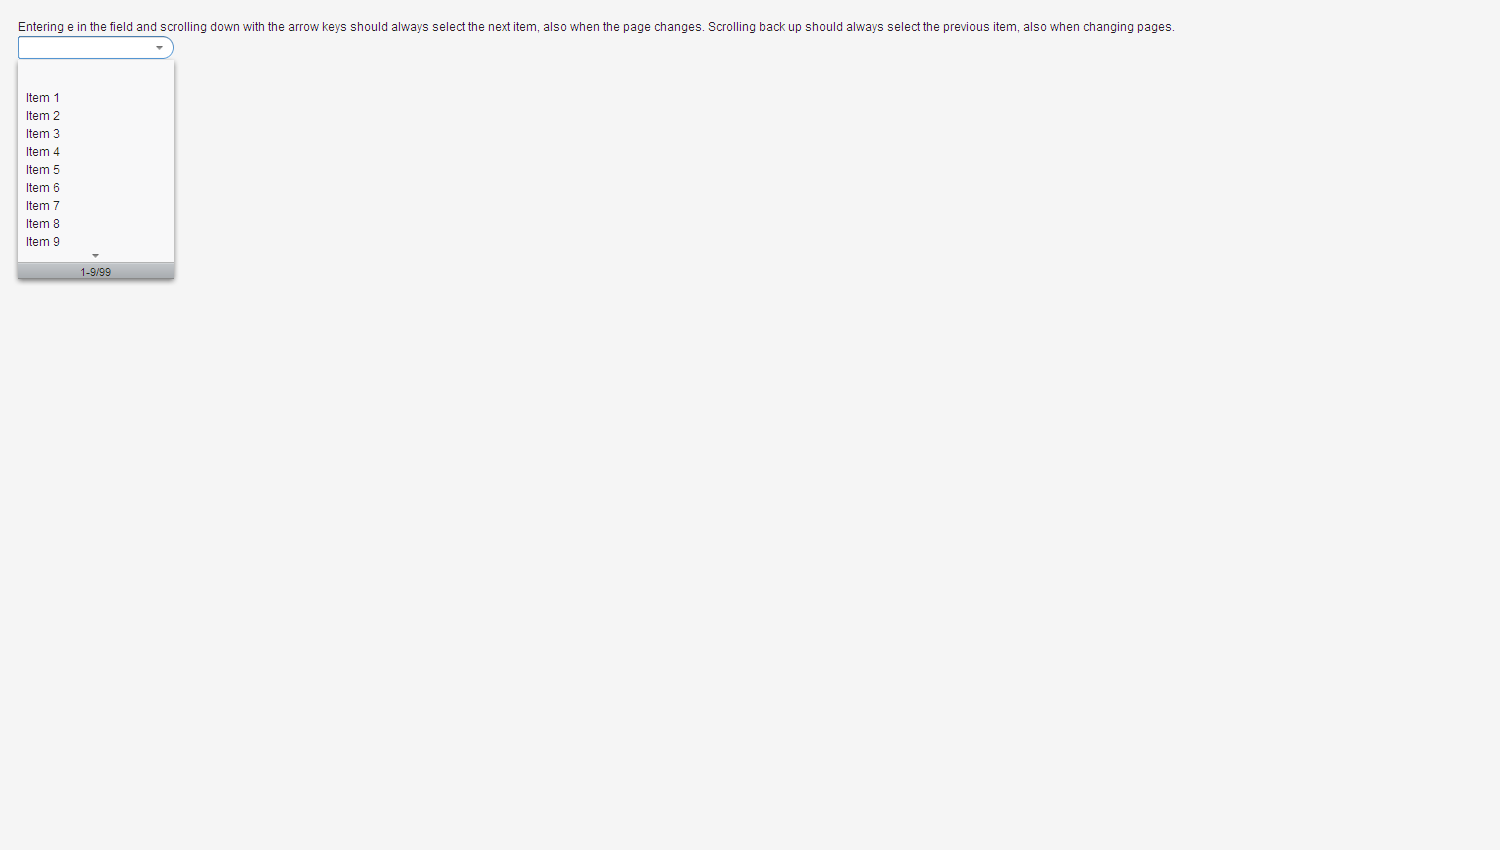 Entering e in the field and scrolling down with the arrow keys should always select the next item, also when the page changes. Scrolling back up should always select the previous item, also when changing pages.
Item 1
Item 2
Item 3
Item 4
Item 5
Item 6
Item 7
Item 8
Item 9
1-9/99